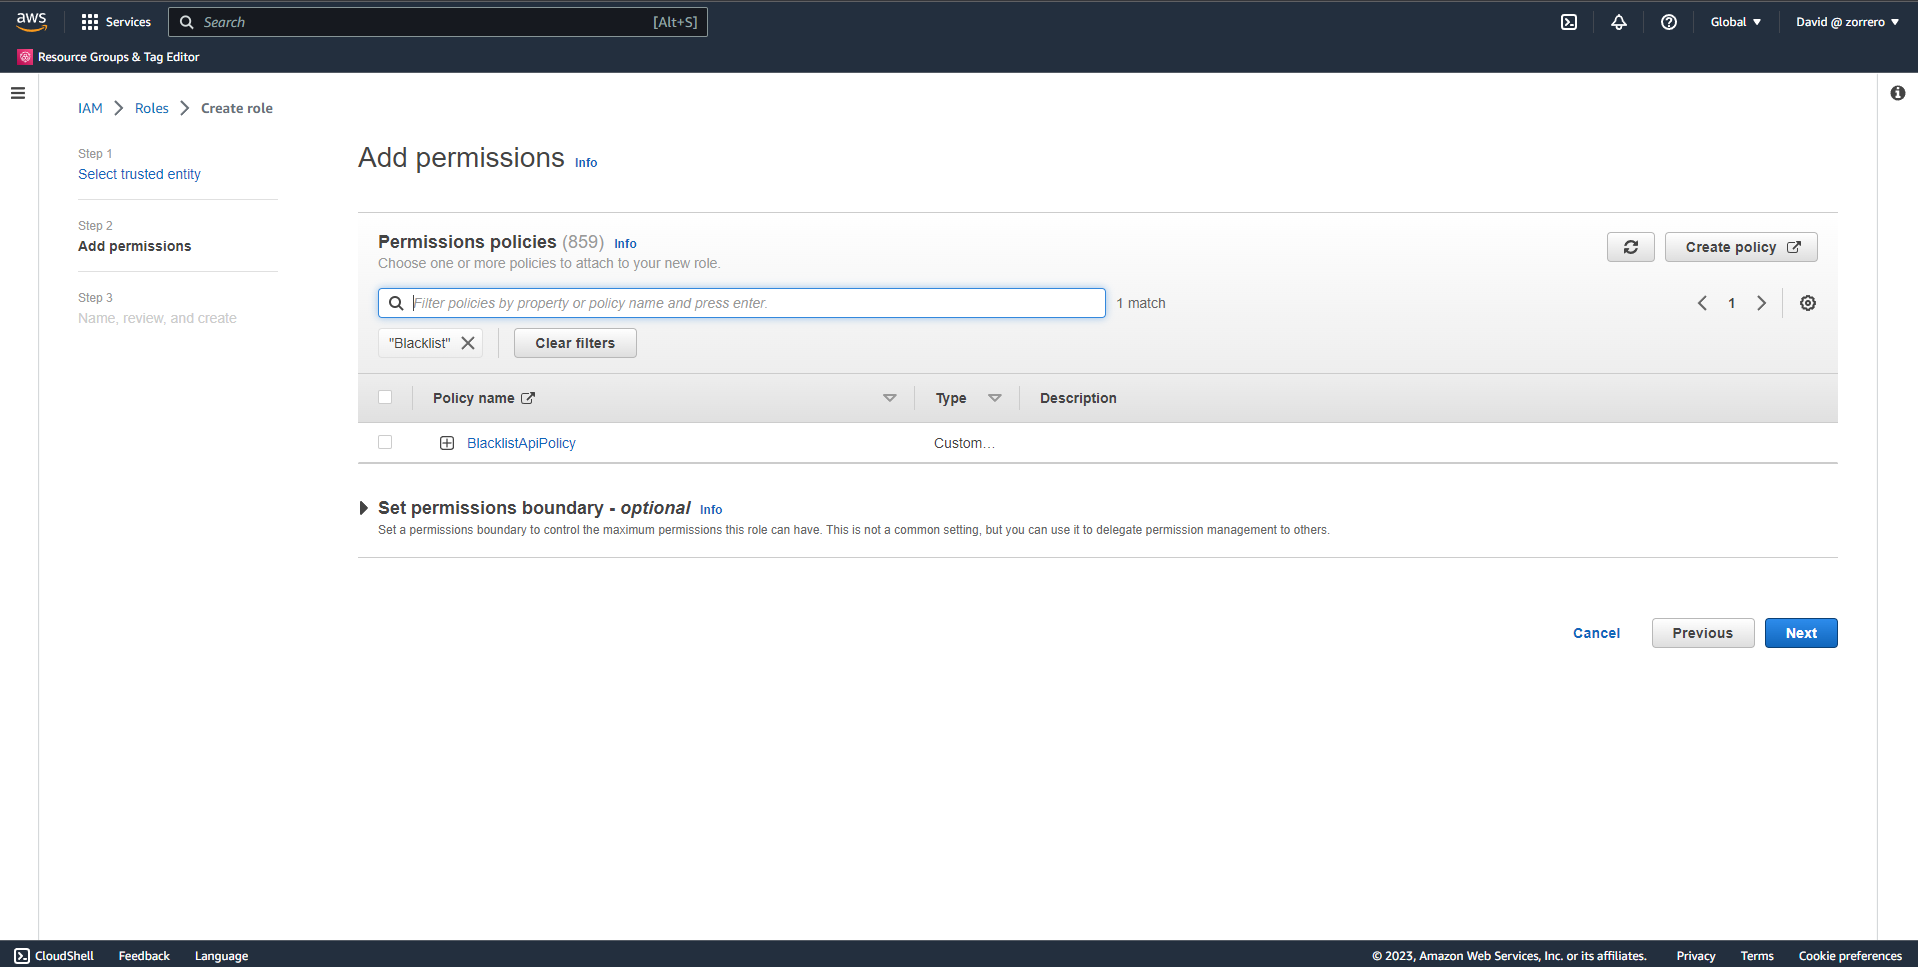 aws
Services
Search
[Alt+S]
Global
David @ zorrero
Resource Groups & Tag Editor
IAM
Roles
Create role
Step 1
Select trusted entity
Step 2
Add permissions
Step 3
Name, review, and create
Add permissions Info
Permissions policies (859) Info
Choose one or more policies to attach to your new role.
Create policy
Filter policies by property or policy name and press enter.
1 match
1
"Blacklist"
Clear filters
Policy name
Type
Description
BlacklistApiPolicy
Custom...
Set permissions boundary - optional Info
Set a permissions boundary to control the maximum permissions this role can have. This is not a common setting, but you can use it to delegate permission management to others.
Cancel
Previous
Next
CloudShell
Feedback
Language
© 2023, Amazon Web Services, Inc. or its affiliates.
Privacy
Terms
Cookie preferences